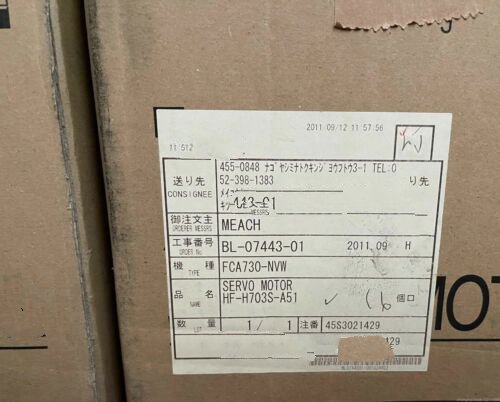 2011/09/12 11:57:56
11 512
455-0848 ﾅｺﾞﾔｼﾐﾅﾄｸｷﾝｼﾞﾖｳﾌﾄｳ3-1 TEL:0
52-398-1383
送り先 CONSIGNEE
り先
MESSRS
御注文主 ORDERER MESSRS MEACH
工事番号 ORDER No BL-07443-01 2011.09 H
機種 TYPE FCA730-NVW
品名 NAME SERVO MOTOR
HF-H703S-A51 個口
数量 LOT 1/ 1 注番 45S3021429
429
MOT